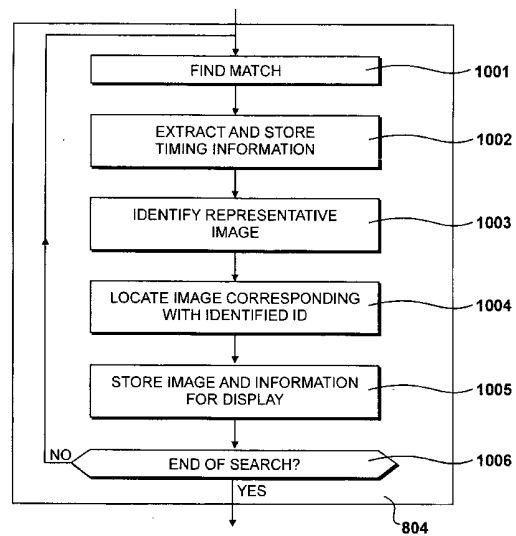 FIND MATCH
1001
EXTRACT AND STORE
TIMING INFORMATION
1002
IDENTIFY REPRESENTATIVE
IMAGE
1003
LOCATE IMAGE CORRESPONDING
WITH IDENTIFIED ID
1004
STORE IMAGE AND INFORMATION
FOR DISPLAY
1005
NO
END OF SEARCH?
1006
YES
804